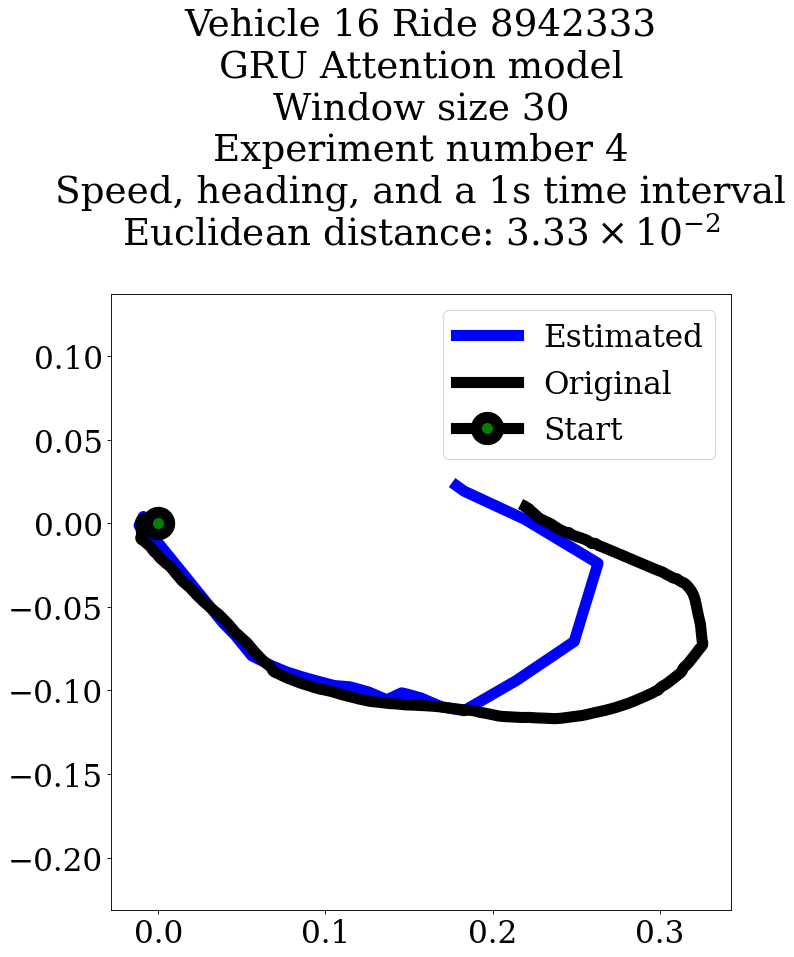 Vehicle 16 Ride 8942333
GRU Attention model
Window size 30
Experiment number 4
Speed, heading, and a 1s time interval
Euclidean distance: 3.33 × 10⁻²
Estimated
Original
Start
0.10
0.05
0.00
−0.05
−0.10
−0.15
−0.20
0.0 0.1 0.2 0.3